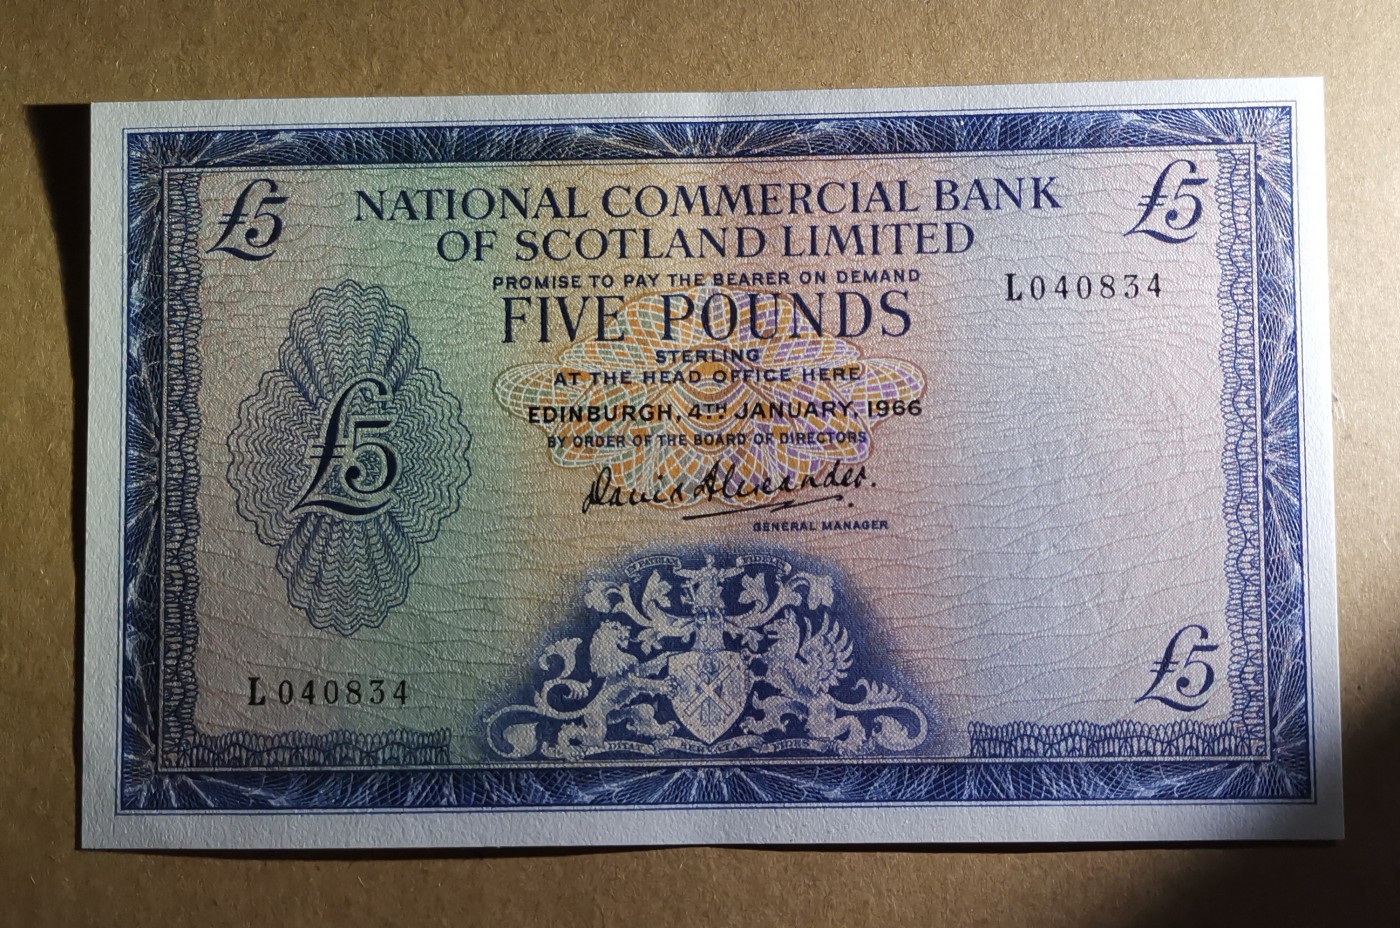 £5
£5
NATIONAL COMMERCIAL BANK
OF SCOTLAND LIMITED
PROMISE TO PAY THE BEARER ON DEMAND
L040834
FIVE POUNDS
STERLING
AT THE HEAD OFFICE HERE
EDINBURGH, 4TH JANUARY, 1966
BY ORDER OF THE BOARD OF DIRECTORS
David Alexander.
GENERAL MANAGER
£5
L040834
£5